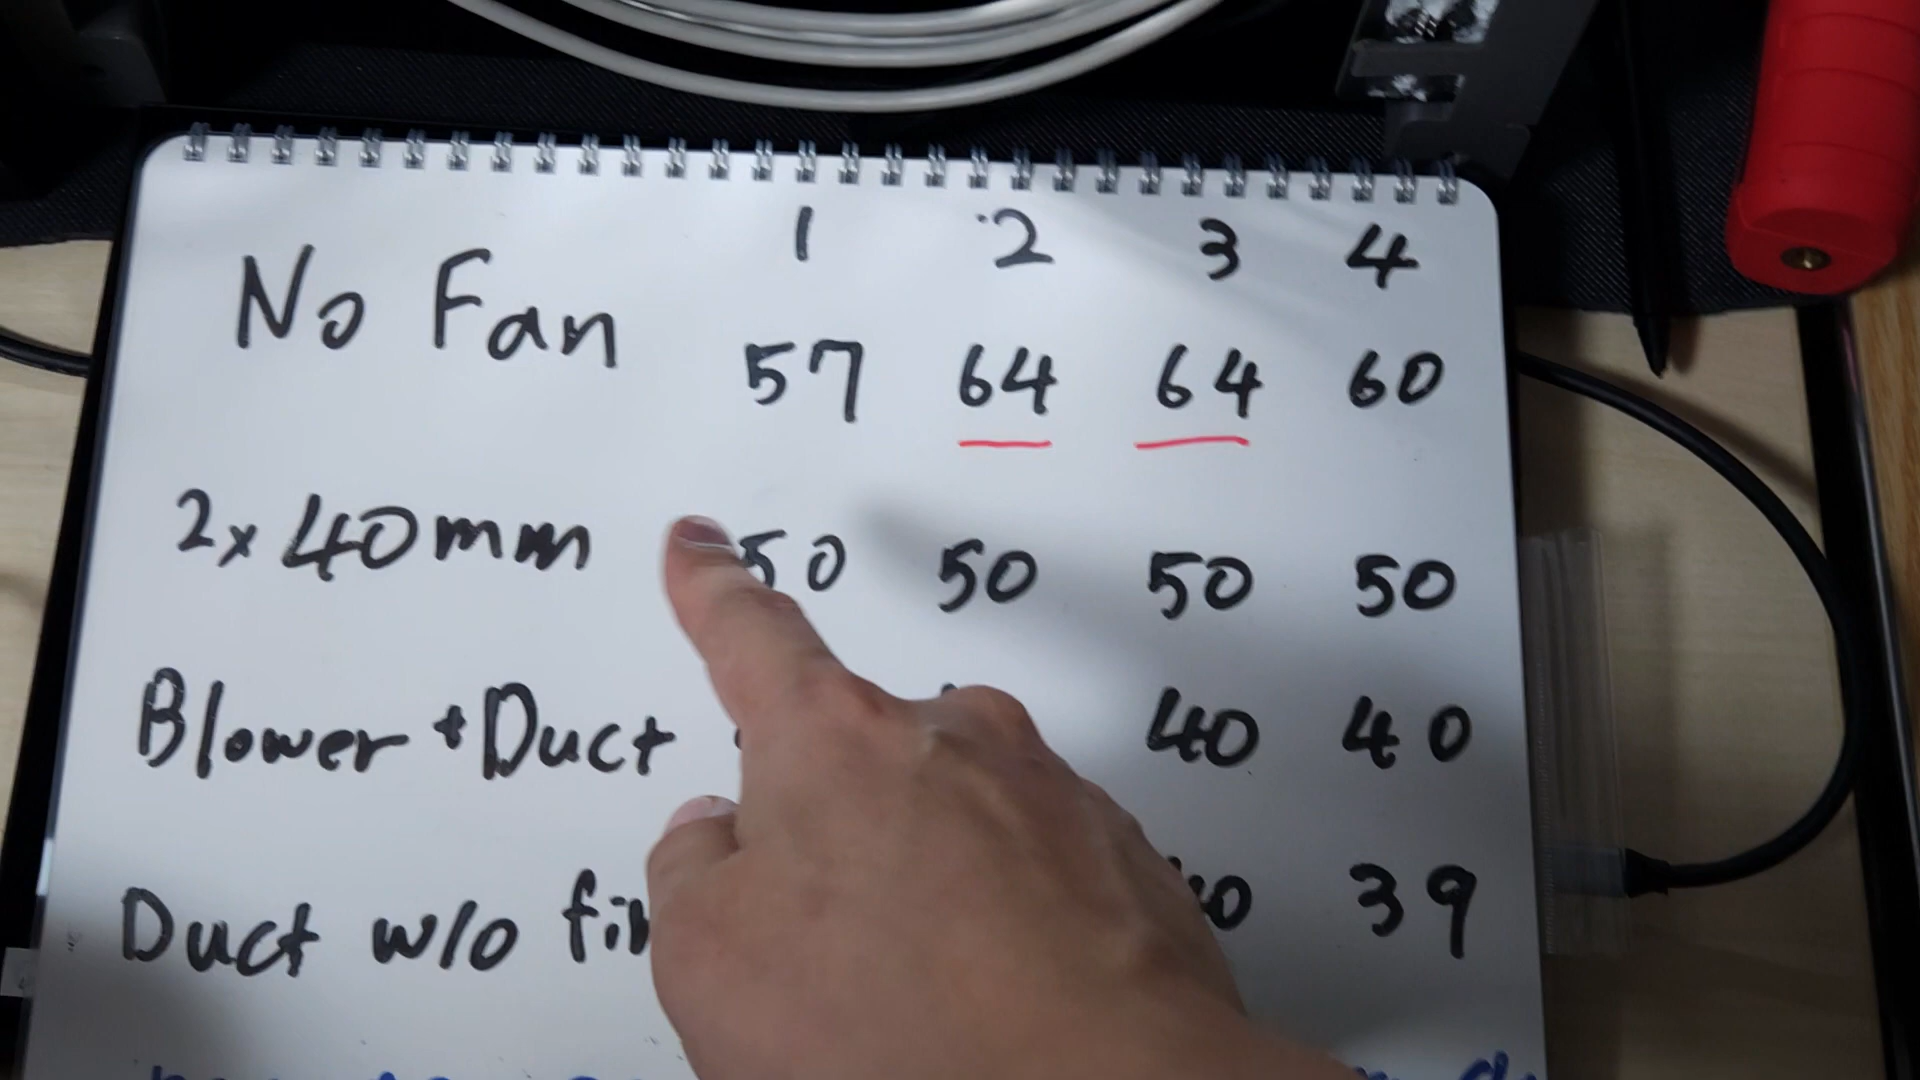 1 2 3 4
No Fan 57 64 64 60
2x 40mm 50 50 50 50
Blower + Duct 40 40
Duct w/o 39